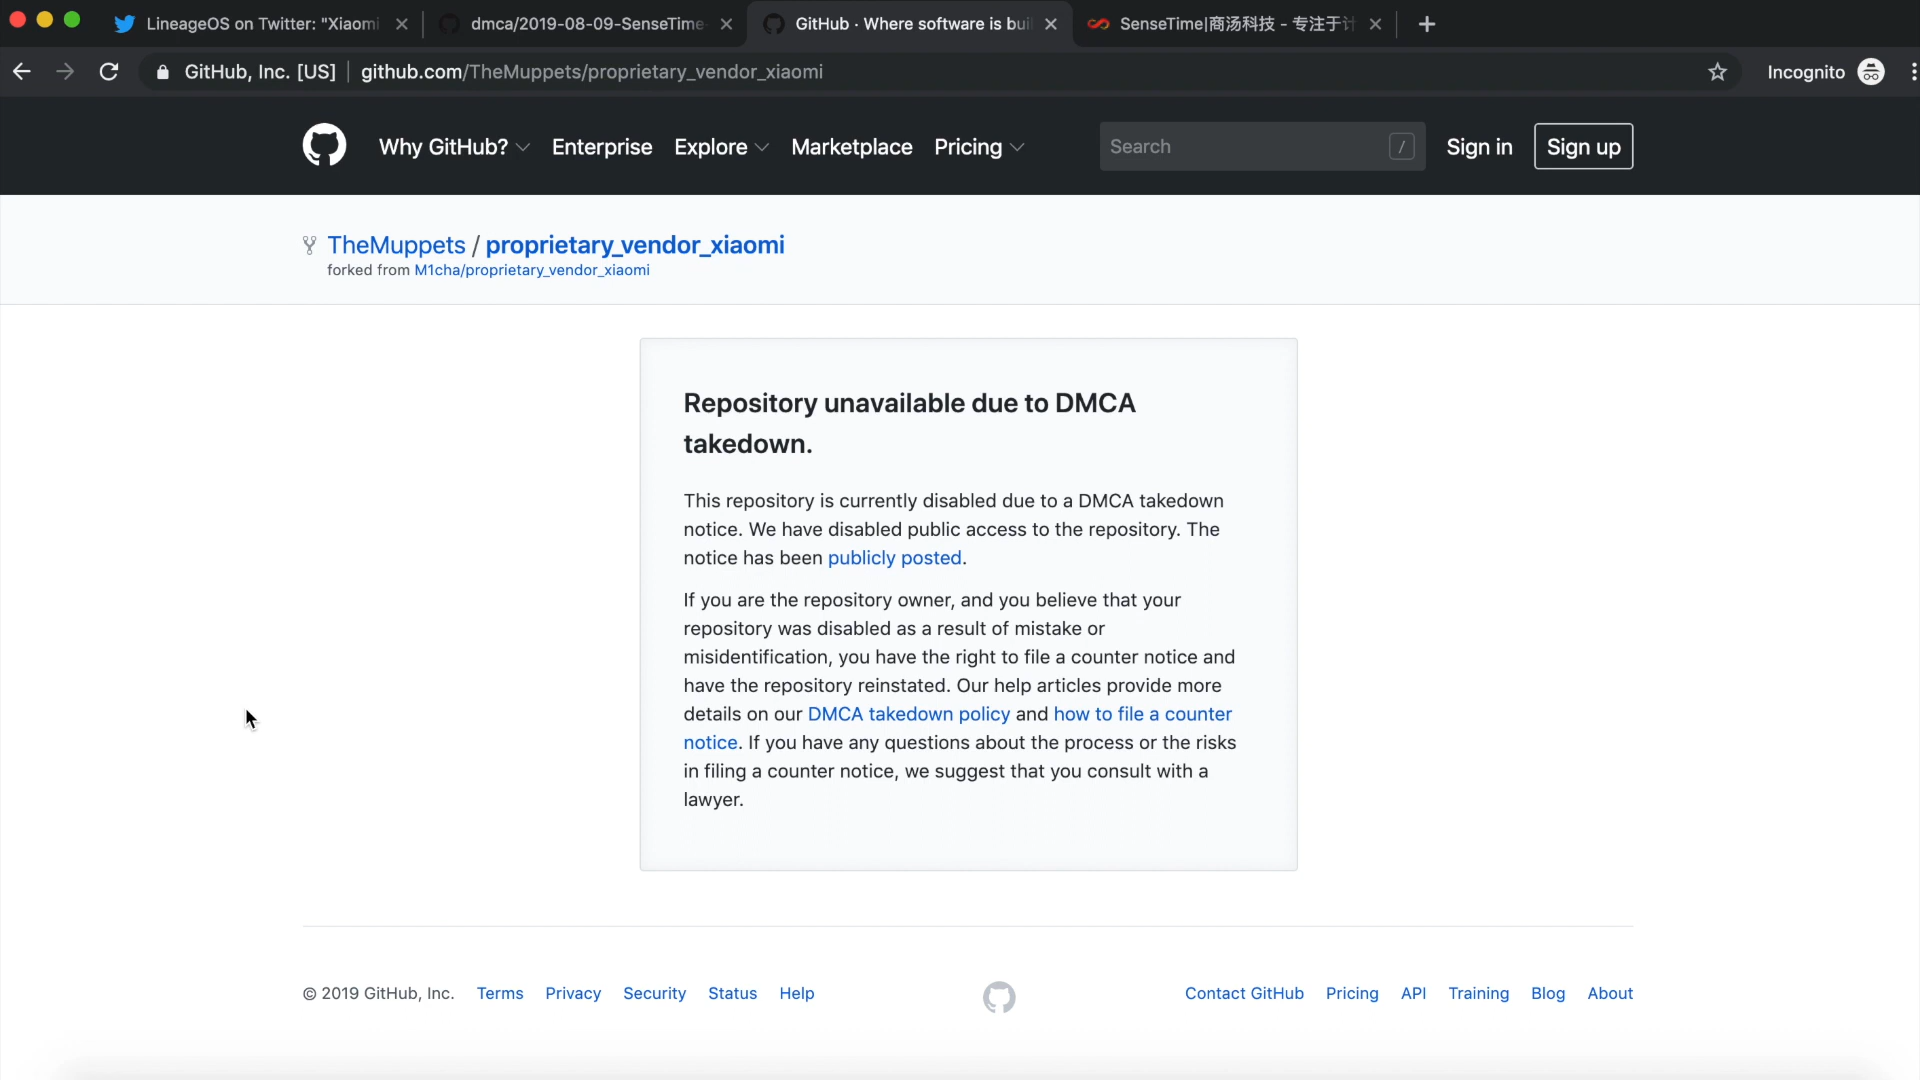 LineageOS on Twitter: "Xiaomi
dmca/2019-08-09-SenseTime-
GitHub · Where software is bui
SenseTime|商汤科技 - 专注于计
GitHub, Inc. [US]
github.com/TheMuppets/proprietary_vendor_xiaomi
Incognito
Why GitHub?
Enterprise
Explore
Marketplace
Pricing
Search
/
Sign in
Sign up
TheMuppets / proprietary_vendor_xiaomi
forked from M1cha/proprietary_vendor_xiaomi
Repository unavailable due to DMCA
takedown.
This repository is currently disabled due to a DMCA takedown
notice. We have disabled public access to the repository. The
notice has been publicly posted.
If you are the repository owner, and you believe that your
repository was disabled as a result of mistake or
misidentification, you have the right to file a counter notice and
have the repository reinstated. Our help articles provide more
details on our DMCA takedown policy and how to file a counter
notice. If you have any questions about the process or the risks
in filing a counter notice, we suggest that you consult with a
lawyer.
© 2019 GitHub, Inc.
Terms
Privacy
Security
Status
Help
Contact GitHub
Pricing
API
Training
Blog
About